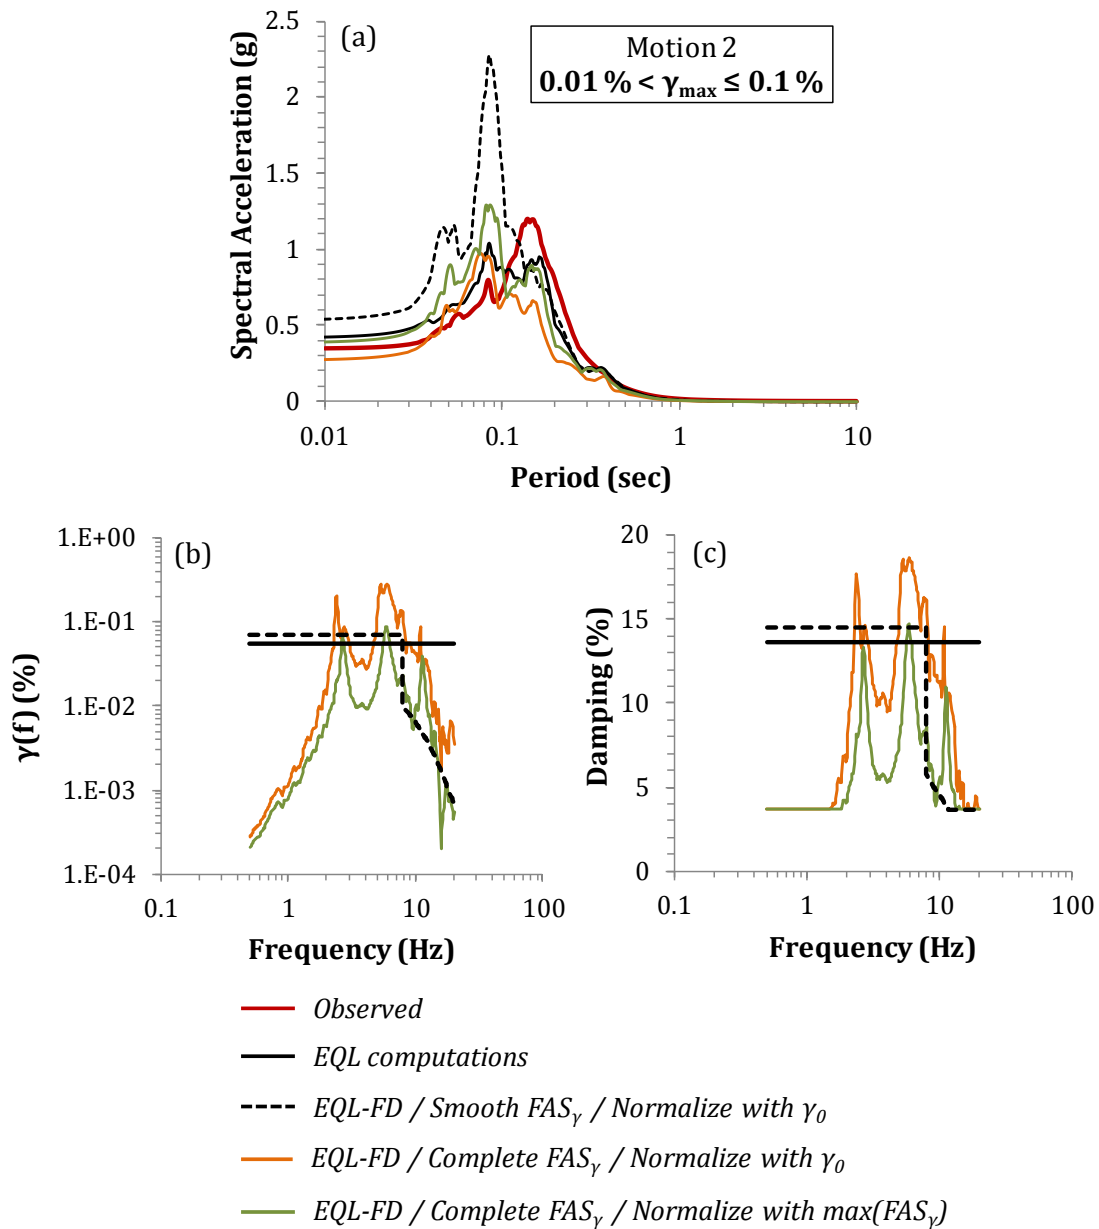 (a)
Motion 2
0.01 % < γmax ≤ 0.1 %
Spectral Acceleration (g)
2.5
2
1.5
1
0.5
0
0.01 0.1 1 10
Period (sec)
(b)
γ(f) (%)
1.E+00
1.E-01
1.E-02
1.E-03
1.E-04
0.1 1 10 100
Frequency (Hz)
(c)
Damping (%)
20
15
10
5
0
0.1 1 10 100
Frequency (Hz)
Observed
EQL computations
EQL-FD / Smooth FASγ / Normalize with γ0
EQL-FD / Complete FASγ / Normalize with γ0
EQL-FD / Complete FASγ / Normalize with max(FASγ)